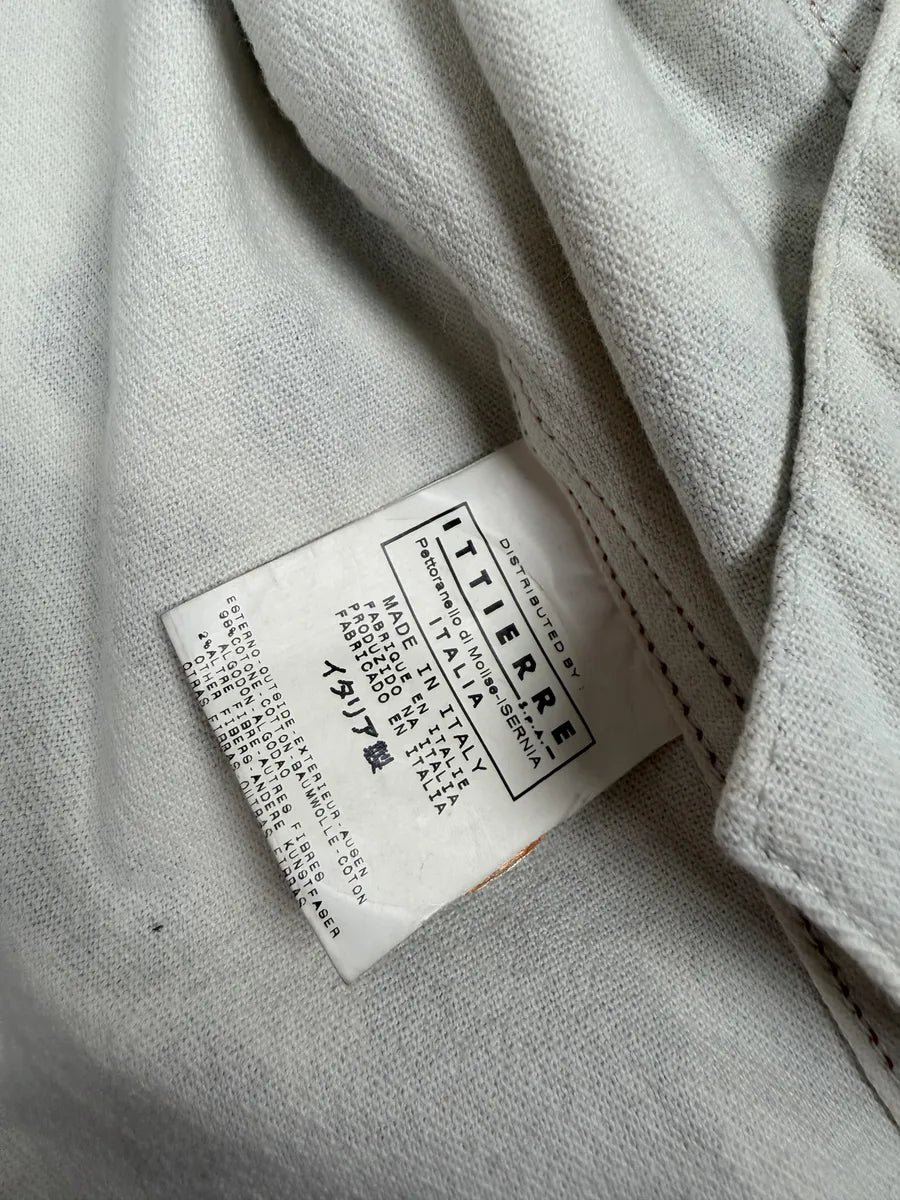 DISTRIBUTED BY:
ITTIERRE S.P.A.
Pettoranello di Molise-ISERNIA
ITALIA
MADE IN ITALY
FABRIQUE EN ITALIE
PRODUZIDO NA ITALIA
FABRICADO EN ITALIA
イタリア製
ESTERNO-OUTSIDE-EXTERIEUR-AUSEN
98%COTONE-COTTON-BAUMWOLLE-COTON
ALGODON-ALGODAO
2%ALTRE FIBRE-AUTRES FIBRES
OTHER FIBERS ANDERE KUNSTFASER
OTRAS FIBRAS OUTRAS FIBRAS